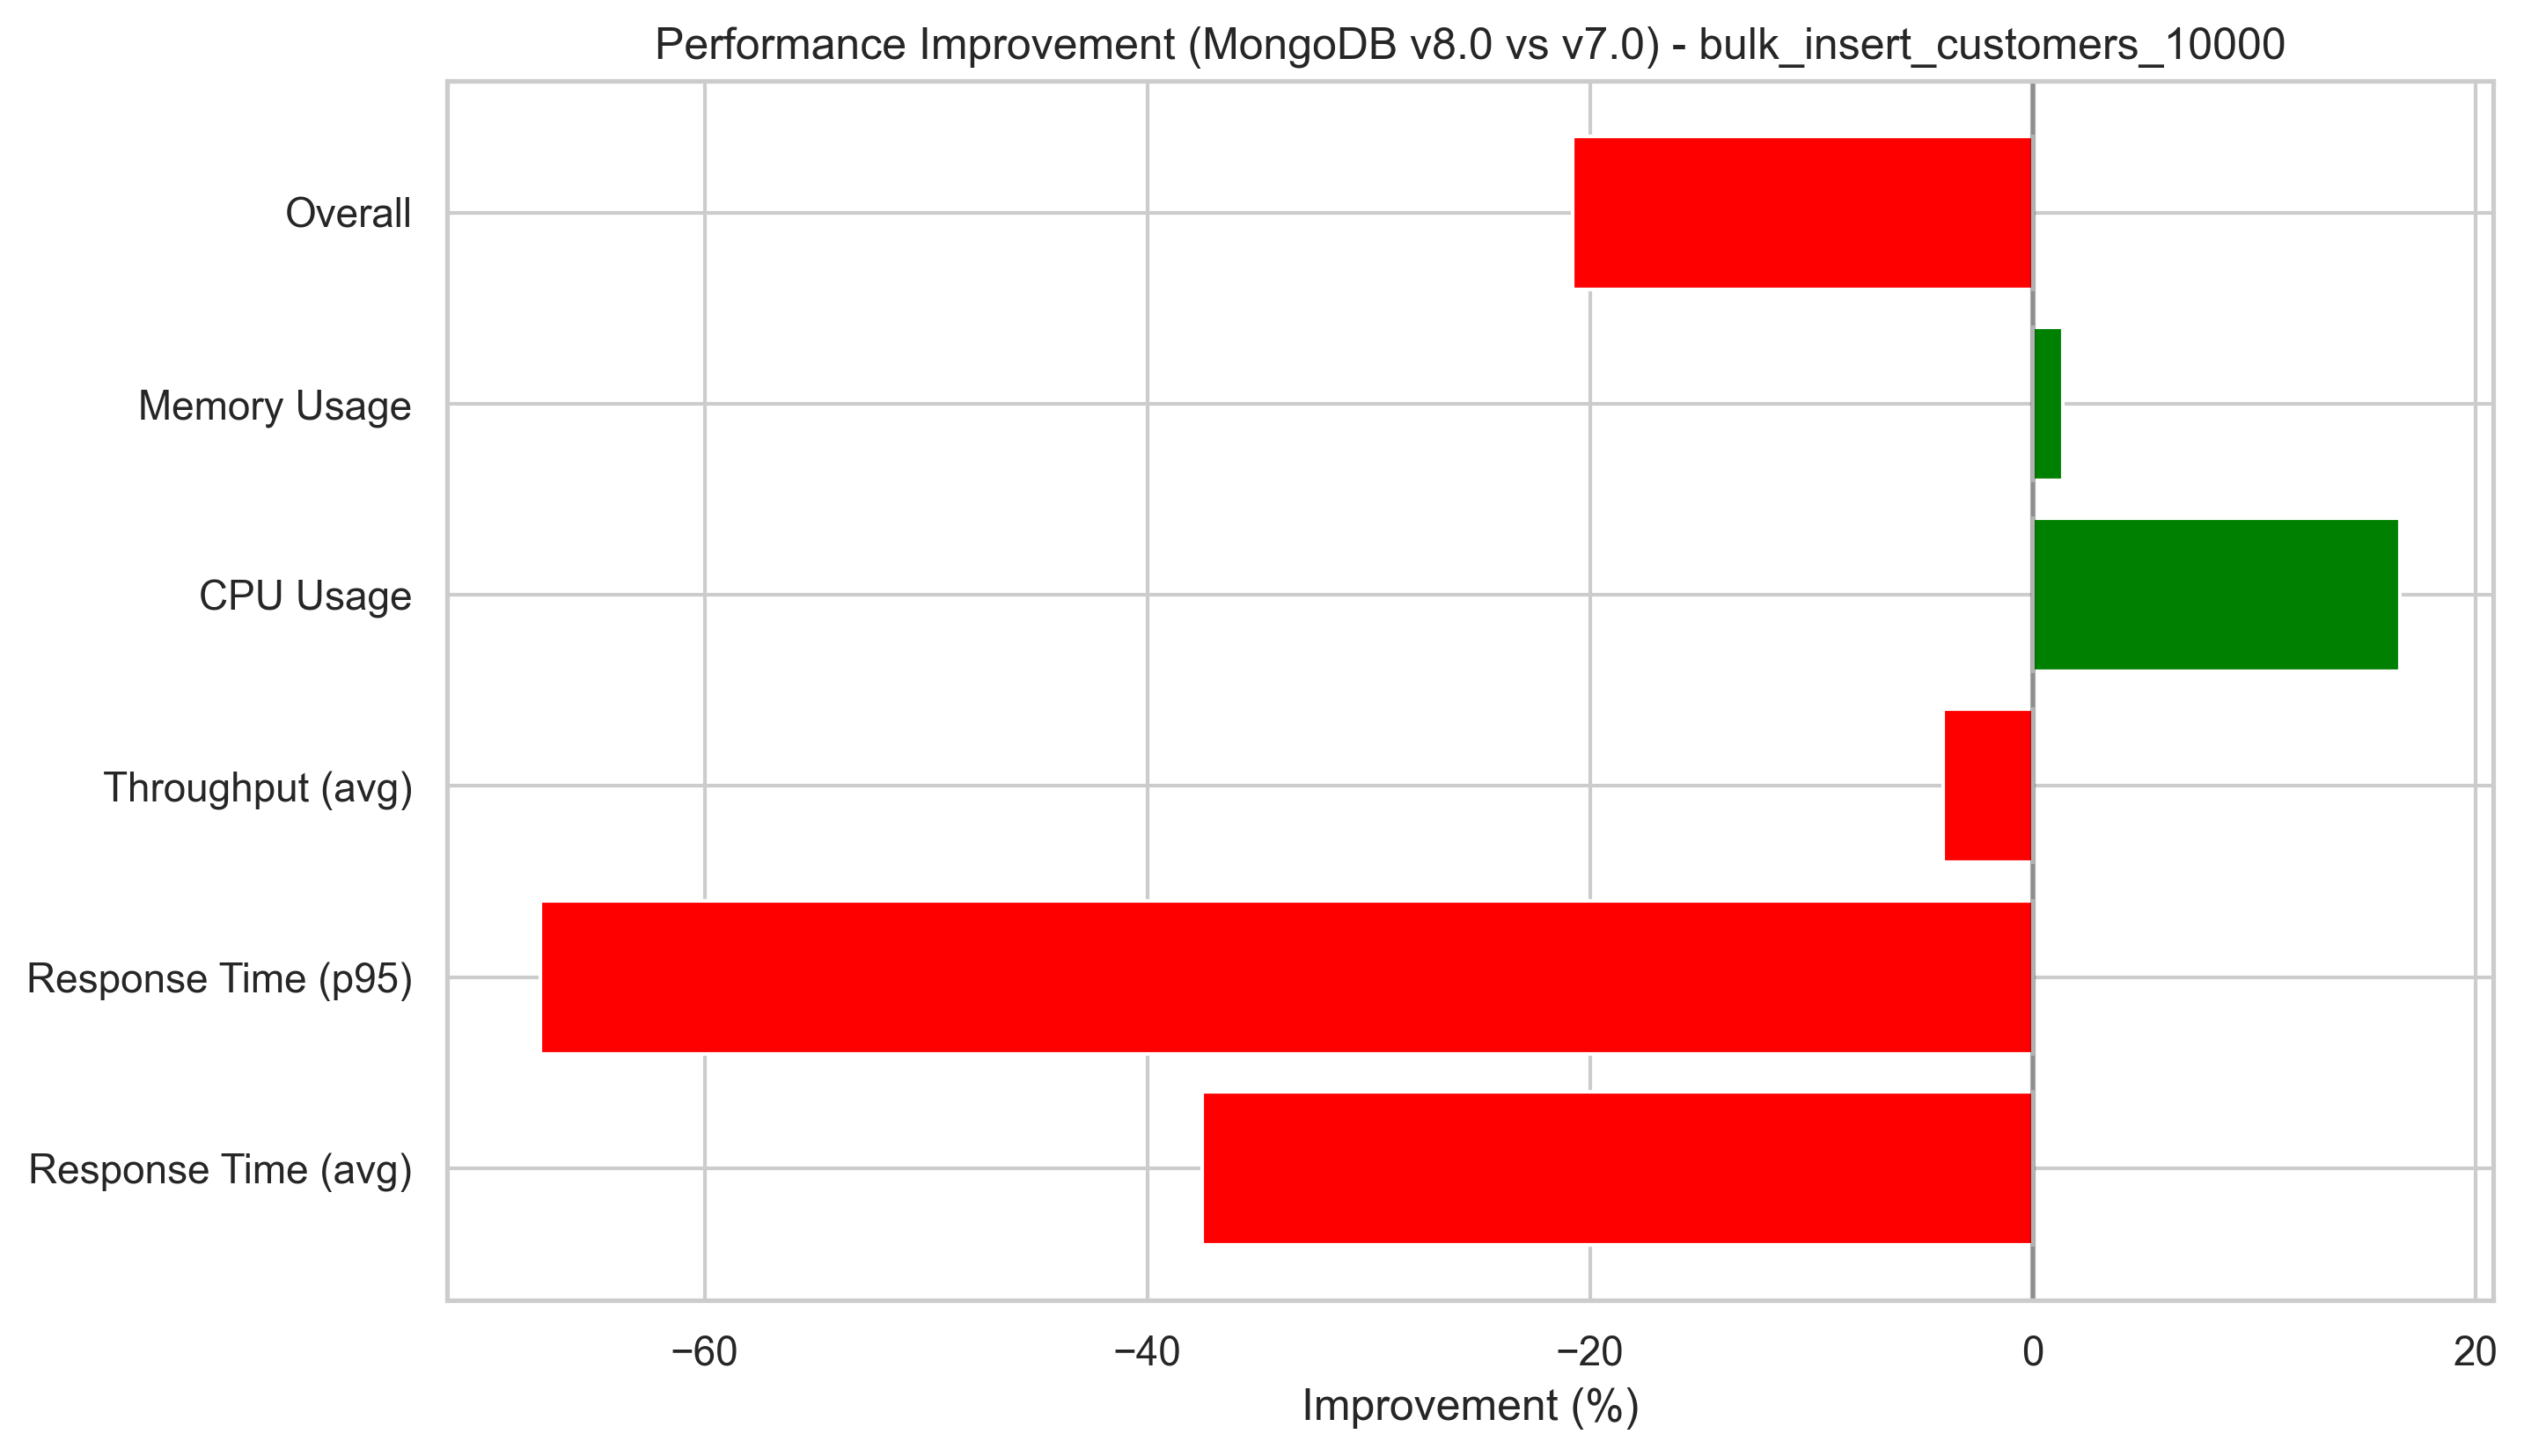 Performance Improvement (MongoDB v8.0 vs v7.0) - bulk_insert_customers_10000
Overall
Memory Usage
CPU Usage
Throughput (avg)
Response Time (p95)
Response Time (avg)
−60 −40 −20 0 20
Improvement (%)